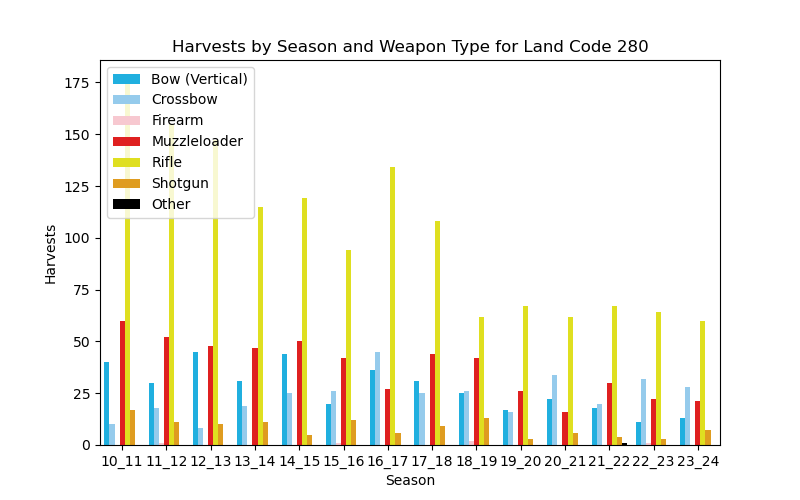 Harvests by Season and Weapon Type for Land Code 280
Harvests
175
150
125
100
75
50
25
0
Bow (Vertical)
Crossbow
Firearm
Muzzleloader
Rifle
Shotgun
Other
10_11 11_12 12_13 13_14 14_15 15_16 16_17 17_18 18_19 19_20 20_21 21_22 22_23 23_24
Season